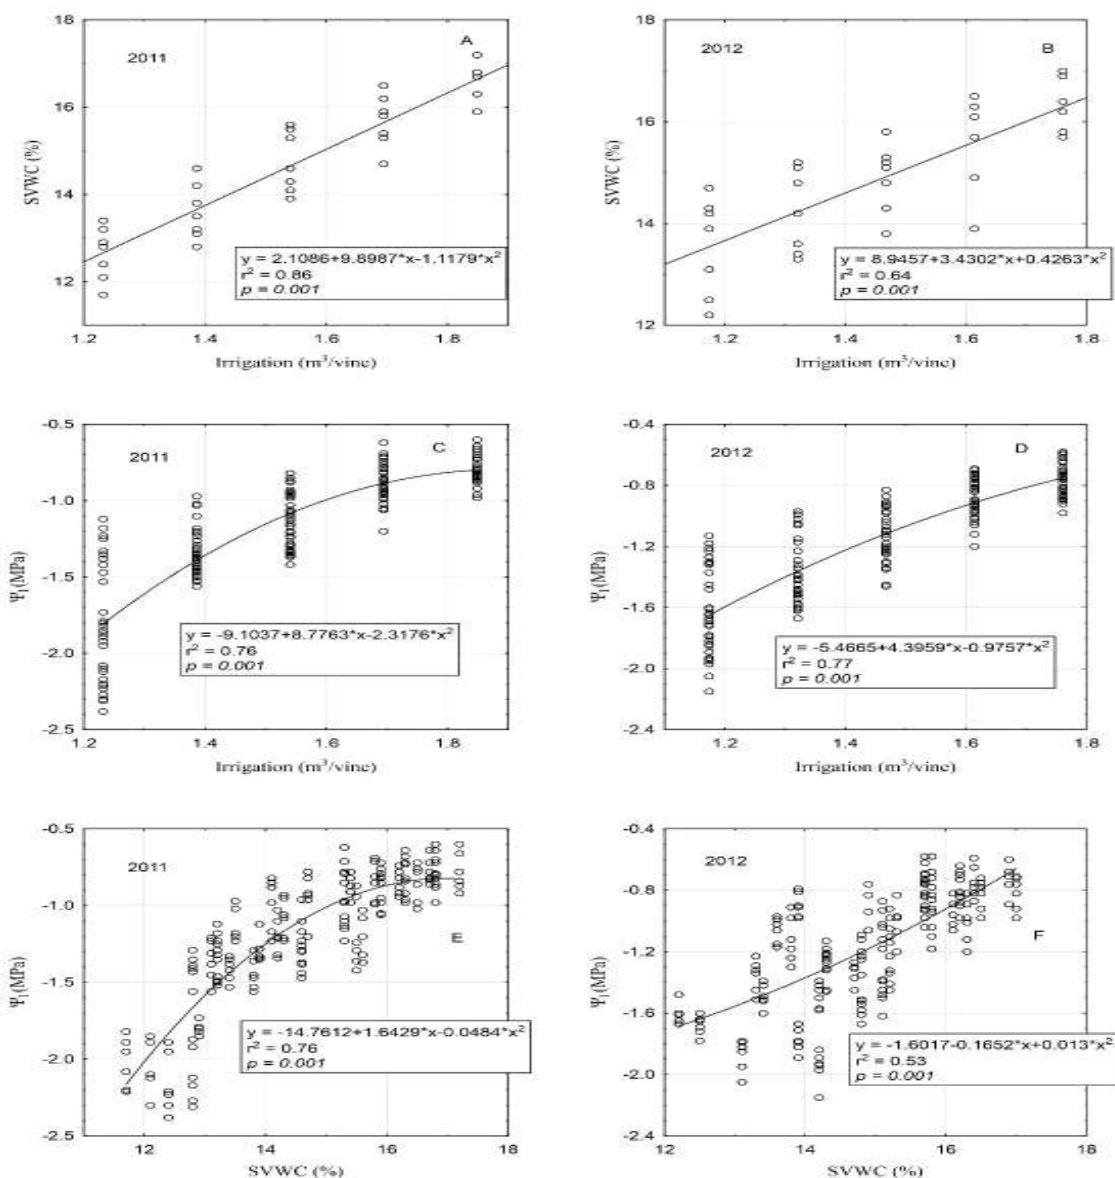 18
16
14
12
SVWC (%)
2011
A
y = 2.1086+9.8987*x-1.1179*x²
r² = 0.86
p = 0.001
1.2 1.4 1.6 1.8
Irrigation (m³/vine)
18
16
14
12
SVWC (%)
2012
B
y = 8.9457+3.4302*x+0.4263*x²
r² = 0.64
p = 0.001
1.2 1.4 1.6 1.8
Irrigation (m³/vine)
-0.5
-1.0
-1.5
-2.0
-2.5
Ψl(MPa)
2011
C
y = -9.1037+8.7763*x-2.3176*x²
r² = 0.76
p = 0.001
1.2 1.4 1.6 1.8
Irrigation (m³/vine)
-0.4
-0.8
-1.2
-1.6
-2.0
-2.4
Ψl(MPa)
2012
D
y = -5.4665+4.3959*x-0.9757*x²
r² = 0.77
p = 0.001
1.2 1.4 1.6 1.8
Irrigation (m³/vine)
-0.5
-1.0
-1.5
-2.0
-2.5
Ψl(MPa)
2011
E
y = -14.7612+1.6429*x-0.0484*x²
r² = 0.76
p = 0.001
12 14 16 18
SVWC (%)
-0.4
-0.8
-1.2
-1.6
-2.0
-2.4
Ψl(MPa)
2012
F
y = -1.6017-0.1652*x+0.013*x²
r² = 0.53
p = 0.001
12 14 16 18
SVWC (%)